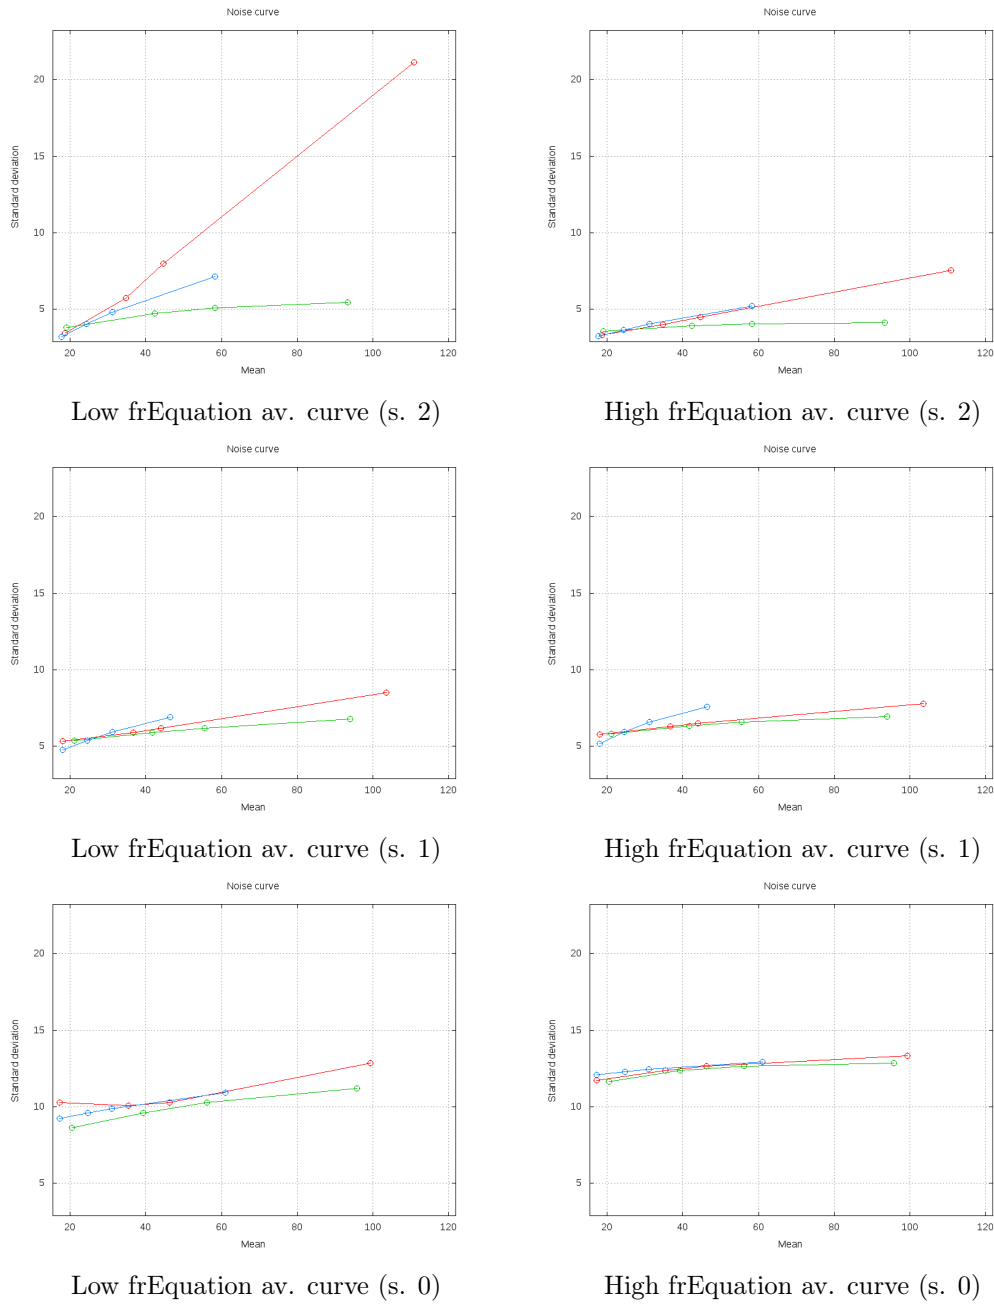 Noise curve
Noise curve
20
15
10
5
Standard deviation
20 40 60 80 100 120
Mean
20
15
10
5
Standard deviation
20 40 60 80 100 120
Mean
Low frEquation av. curve (s. 2)
High frEquation av. curve (s. 2)
Noise curve
Noise curve
20
15
10
5
Standard deviation
20 40 60 80 100 120
Mean
20
15
10
5
Standard deviation
20 40 60 80 100 120
Mean
Low frEquation av. curve (s. 1)
High frEquation av. curve (s. 1)
Noise curve
Noise curve
20
15
10
5
Standard deviation
20 40 60 80 100 120
Mean
20
15
10
5
Standard deviation
20 40 60 80 100 120
Mean
Low frEquation av. curve (s. 0)
High frEquation av. curve (s. 0)